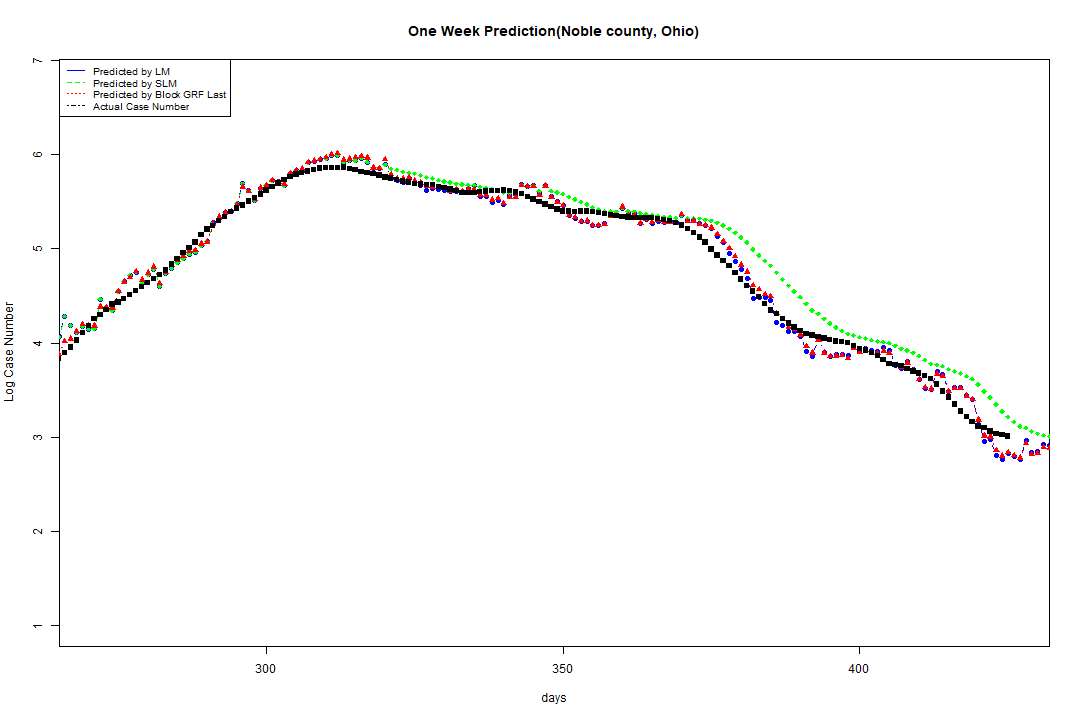 One Week Prediction(Noble county, Ohio)
7
Predicted by LM
Predicted by SLM
Predicted by Block GRF Last
Actual Case Number
6
5
4
3
2
1
Log Case Number
300
350
400
days